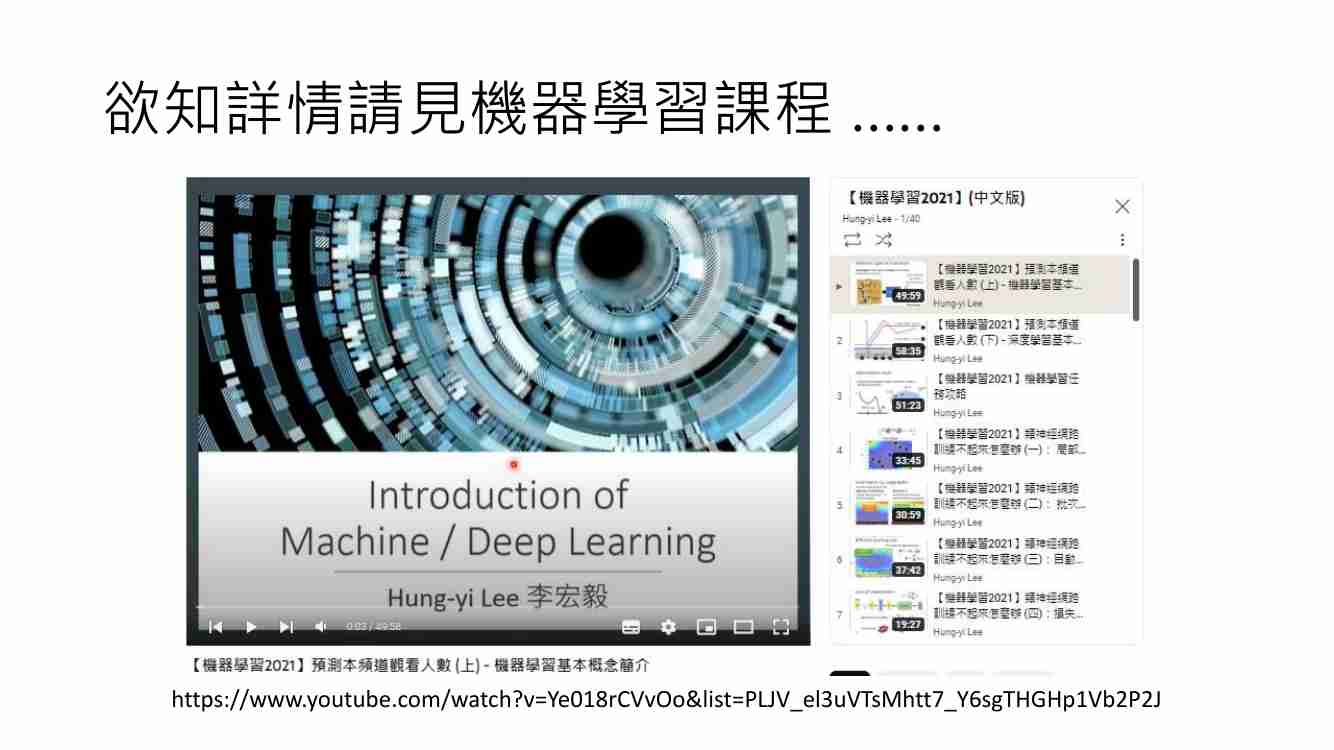 欲知詳情請見機器學習課程 ......
Introduction of
Machine / Deep Learning
Hung-yi Lee 李宏毅
0:03 / 49:58
【機器學習2021】預測本頻道觀看人數 (上) - 機器學習基本概念簡介
【機器學習2021】(中文版)
Hung-yi Lee - 1/40
49:59
【機器學習2021】預測本頻道
觀看人數 (上) - 機器學習基本...
Hung-yi Lee
2
58:35
【機器學習2021】預測本頻道
觀看人數 (下) - 深度學習基本...
Hung-yi Lee
3
51:23
【機器學習2021】機器學習任
務攻略
Hung-yi Lee
4
33:45
【機器學習2021】類神經網路
訓練不起來怎麼辦 (一)： 局部...
Hung-yi Lee
5
30:59
【機器學習2021】類神經網路
訓練不起來怎麼辦 (二)： 批次...
Hung-yi Lee
6
37:42
【機器學習2021】類神經網路
訓練不起來怎麼辦 (三)：自動...
Hung-yi Lee
7
19:27
【機器學習2021】類神經網路
訓練不起來怎麼辦 (四)：損失...
Hung-yi Lee
https://www.youtube.com/watch?v=Ye018rCVvOo&list=PLJV_el3uVTsMhtt7_Y6sgTHGHp1Vb2P2J